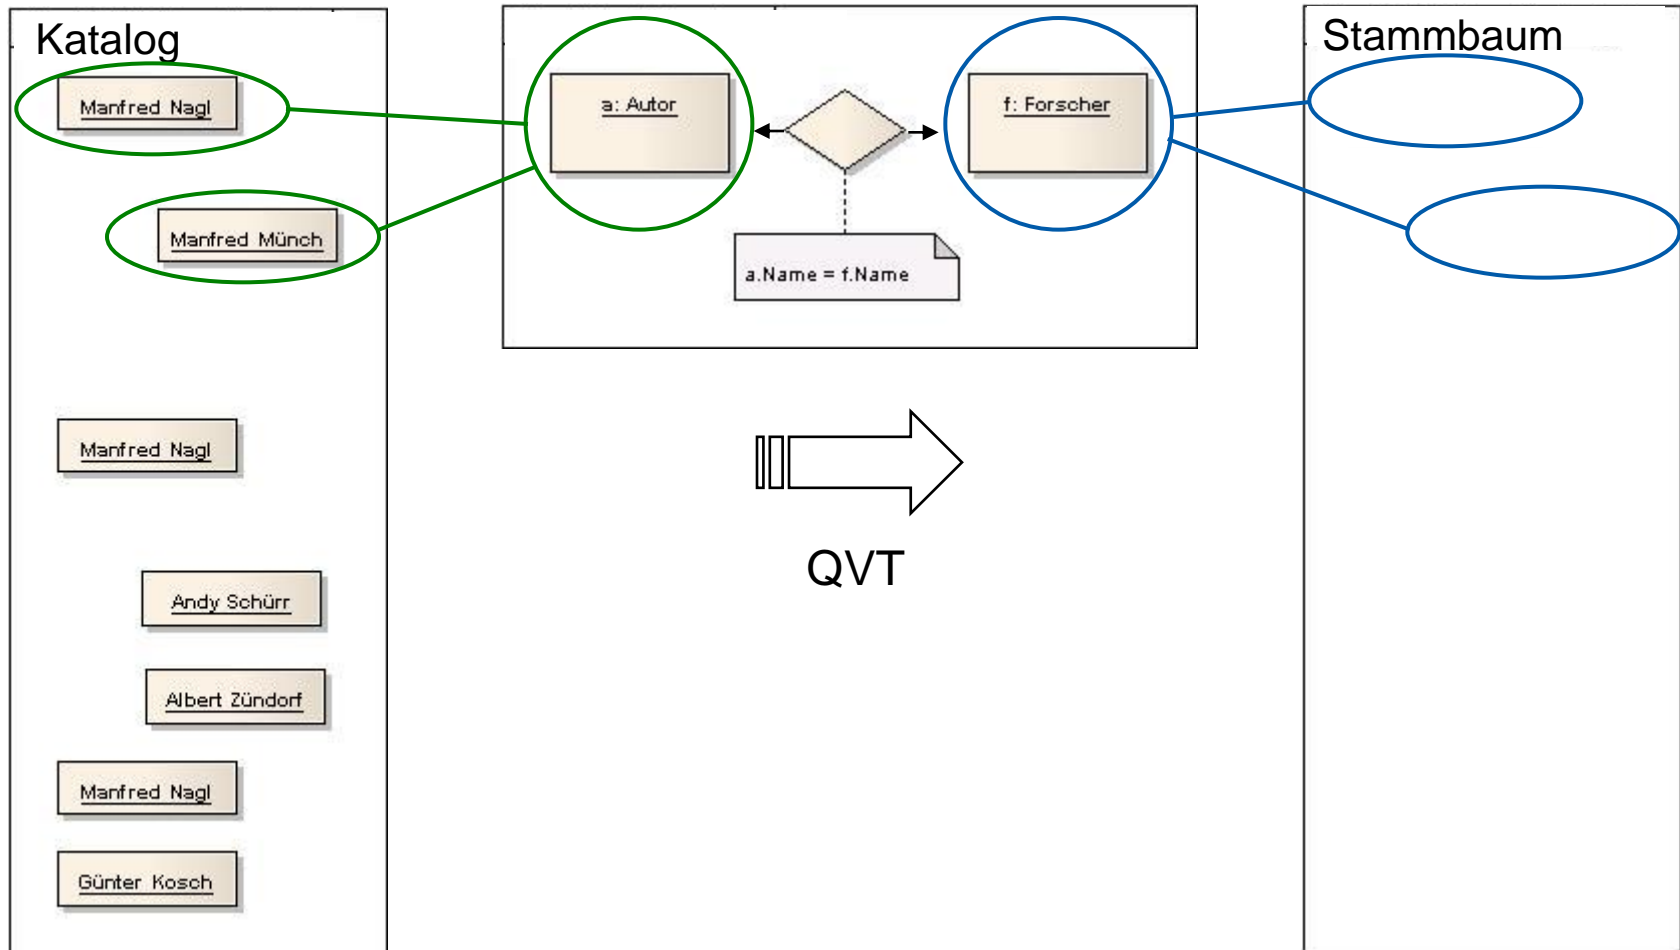 Katalog
Manfred Nagl
Manfred Münch
Manfred Nagl
Andy Schürr
Albert Zündorf
Manfred Nagl
Günter Kosch
a: Autor
f: Forscher
a.Name = f.Name
QVT
Stammbaum